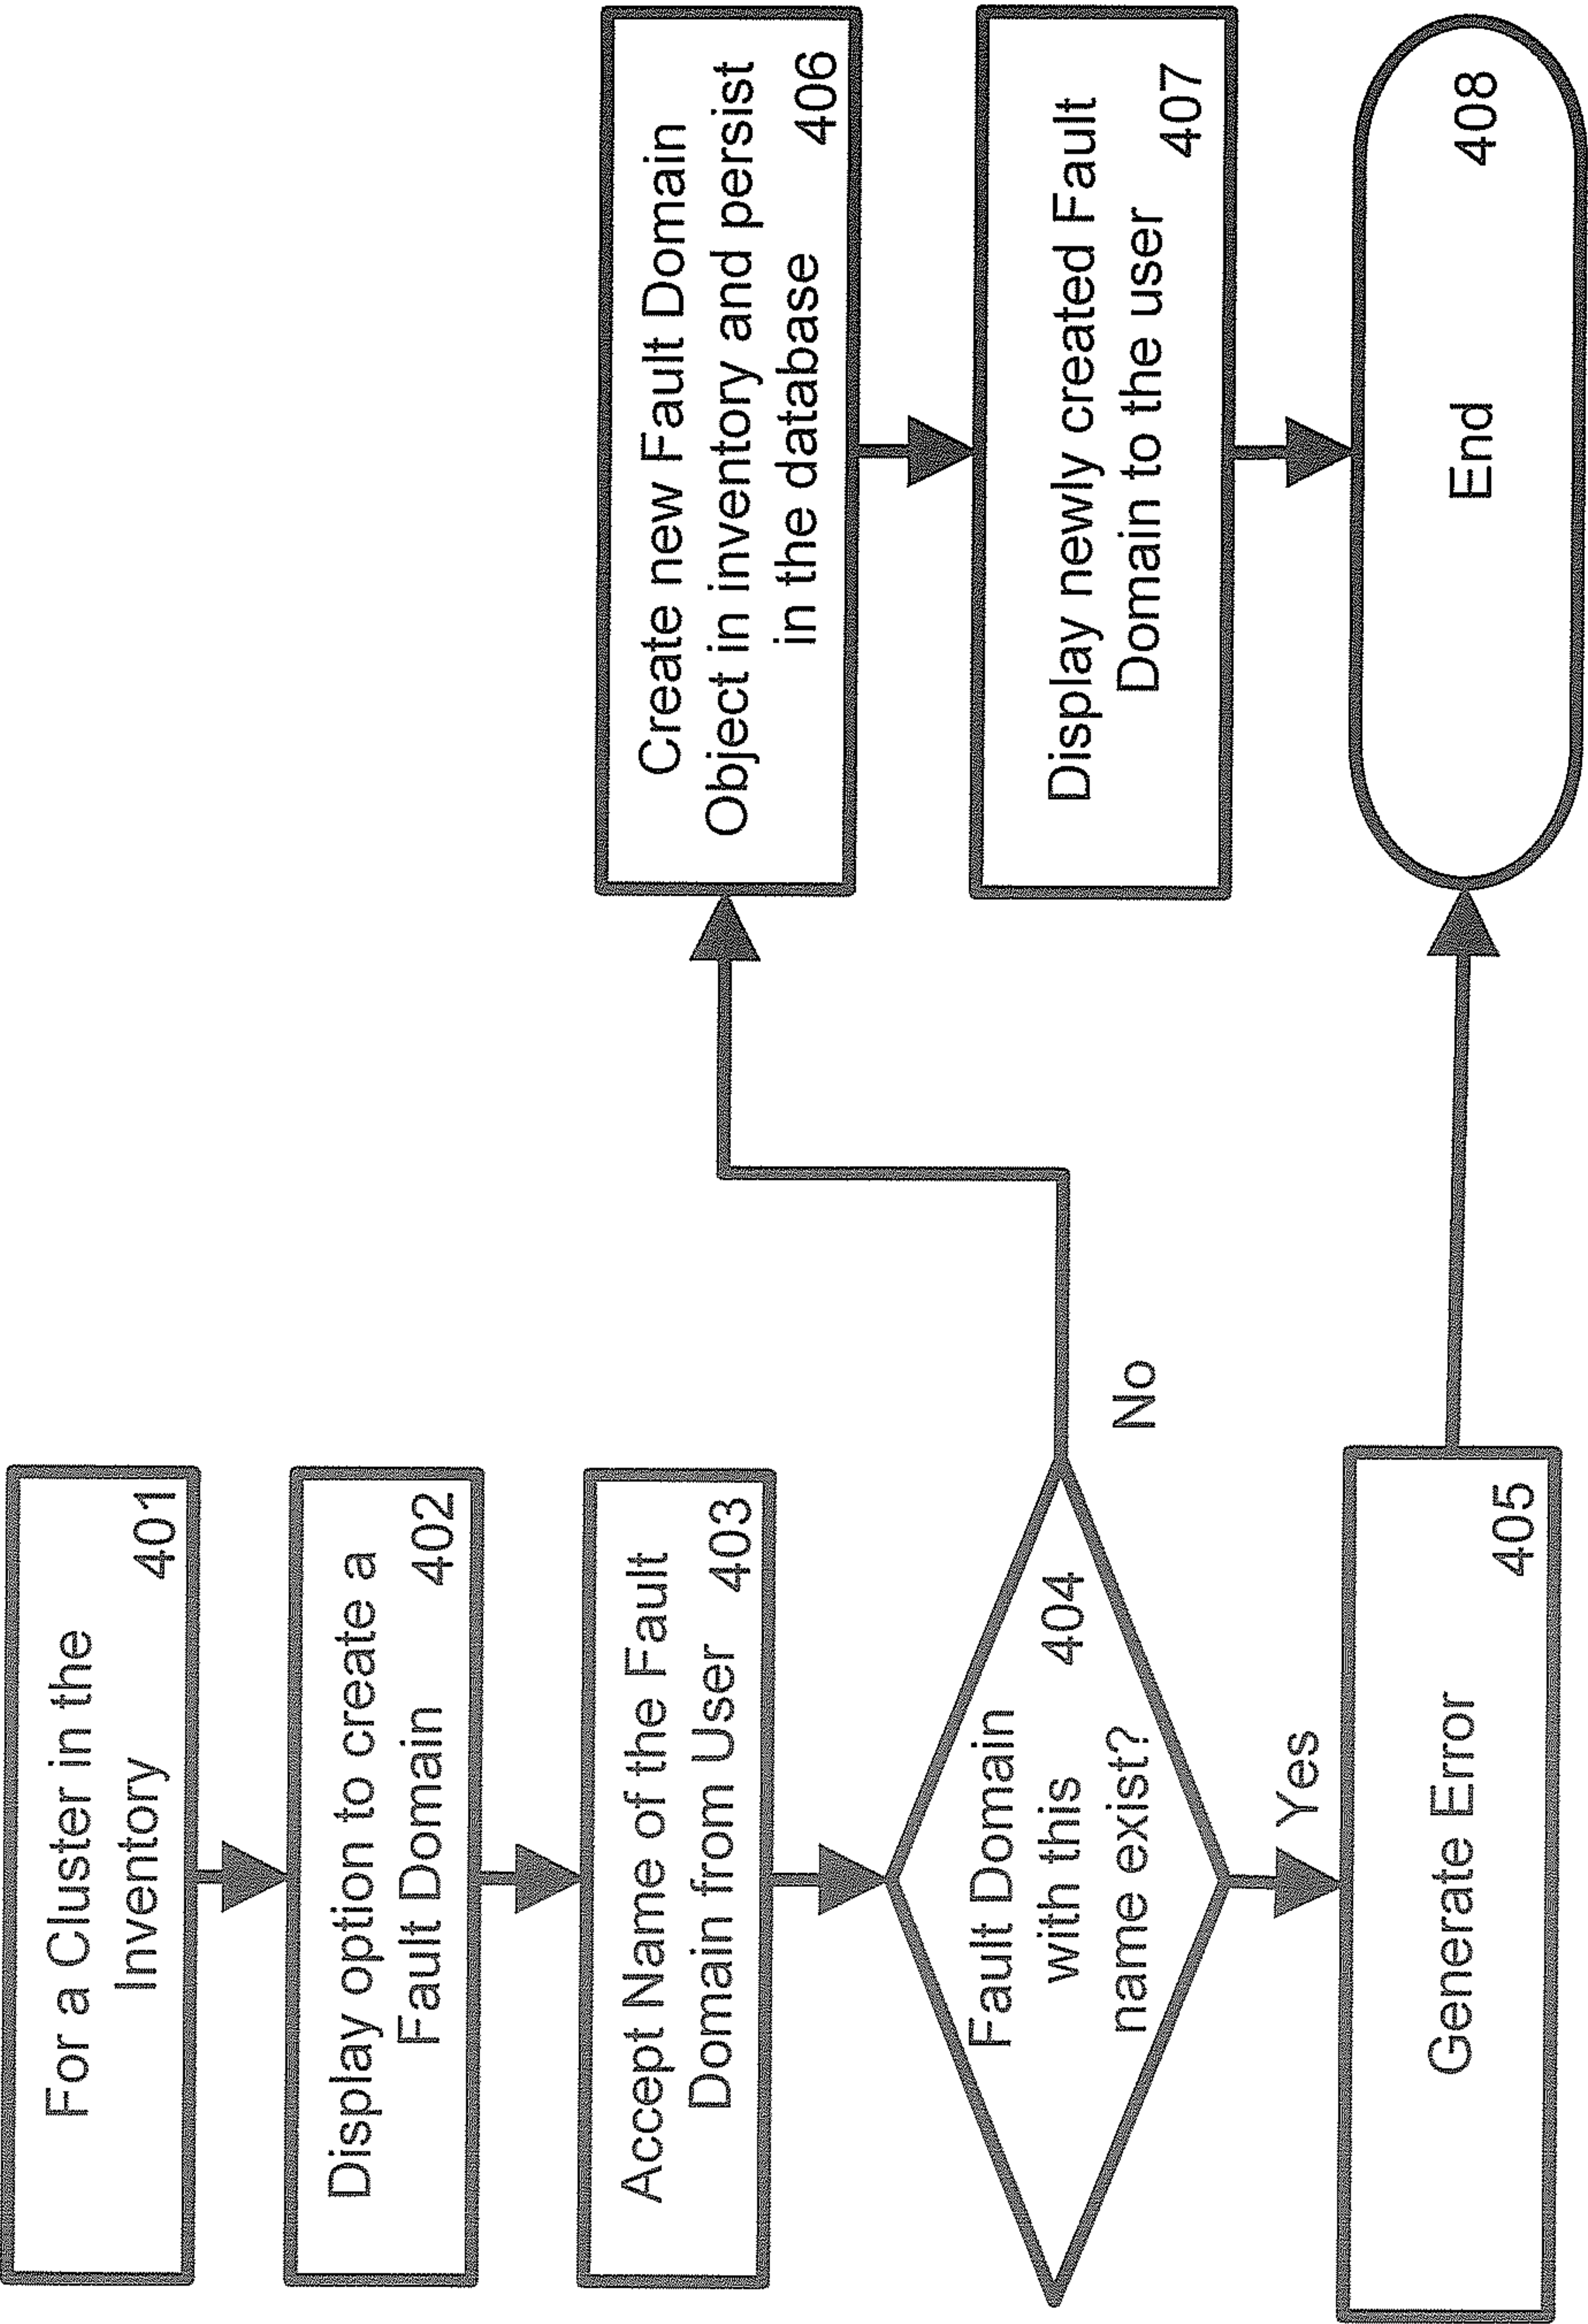 For a Cluster in the
Inventory
401
Display option to create a
Fault Domain
402
Accept Name of the Fault
Domain from User
403
Fault Domain
with this
name exist?
404
No
Yes
Generate Error
405
Create new Fault Domain
Object in inventory and persist
in the database
406
Display newly created Fault
Domain to the user
407
End
408